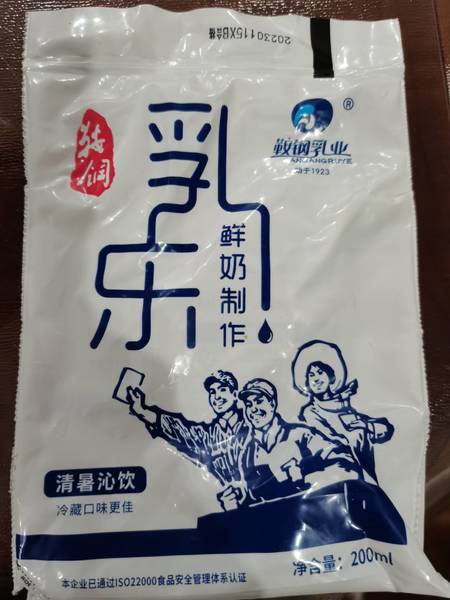 20230115XB合格
鞍钢
乳乐
鲜奶制作
®
鞍钢乳业
ANGANGRUYE
始于1923
清暑沁饮
冷藏口味更佳
净含量：200ml
本企业已通过ISO22000食品安全管理体系认证